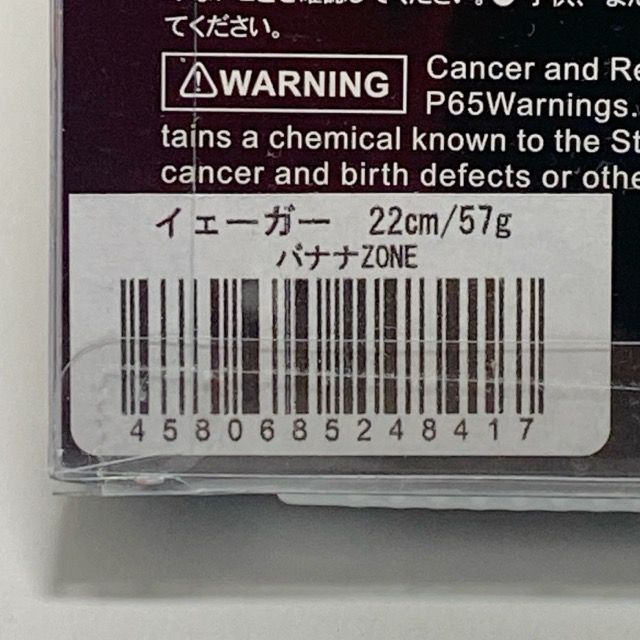 てください。
⚠WARNING
Cancer and Re
P65Warnings.
tains a chemical known to the St
cancer and birth defects or othe
イェーガー 22cm/57g
バナナZONE
4580685248417